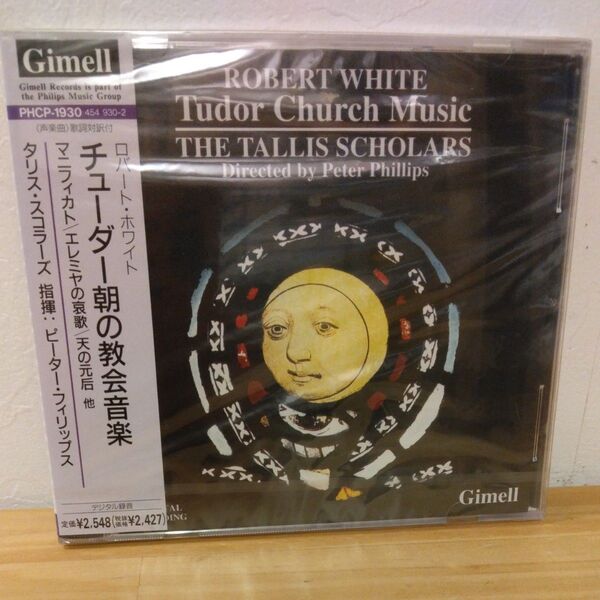 Gimell
Gimell Records is part of
the Philips Music Group
PHCP-1930 454 930-2
(声楽曲)歌詞対訳付
ロバート・ホワイト
チューダー朝の教会音楽
マニフィカト/エレミヤの哀歌/天の元后 他
タリス・スコラーズ 指揮:ピーター・フィリップス
デジタル録音
定価¥2,548(税抜価格¥2,427)
ROBERT WHITE
Tudor Church Music
THE TALLIS SCHOLARS
Directed by Peter Phillips
Gimell